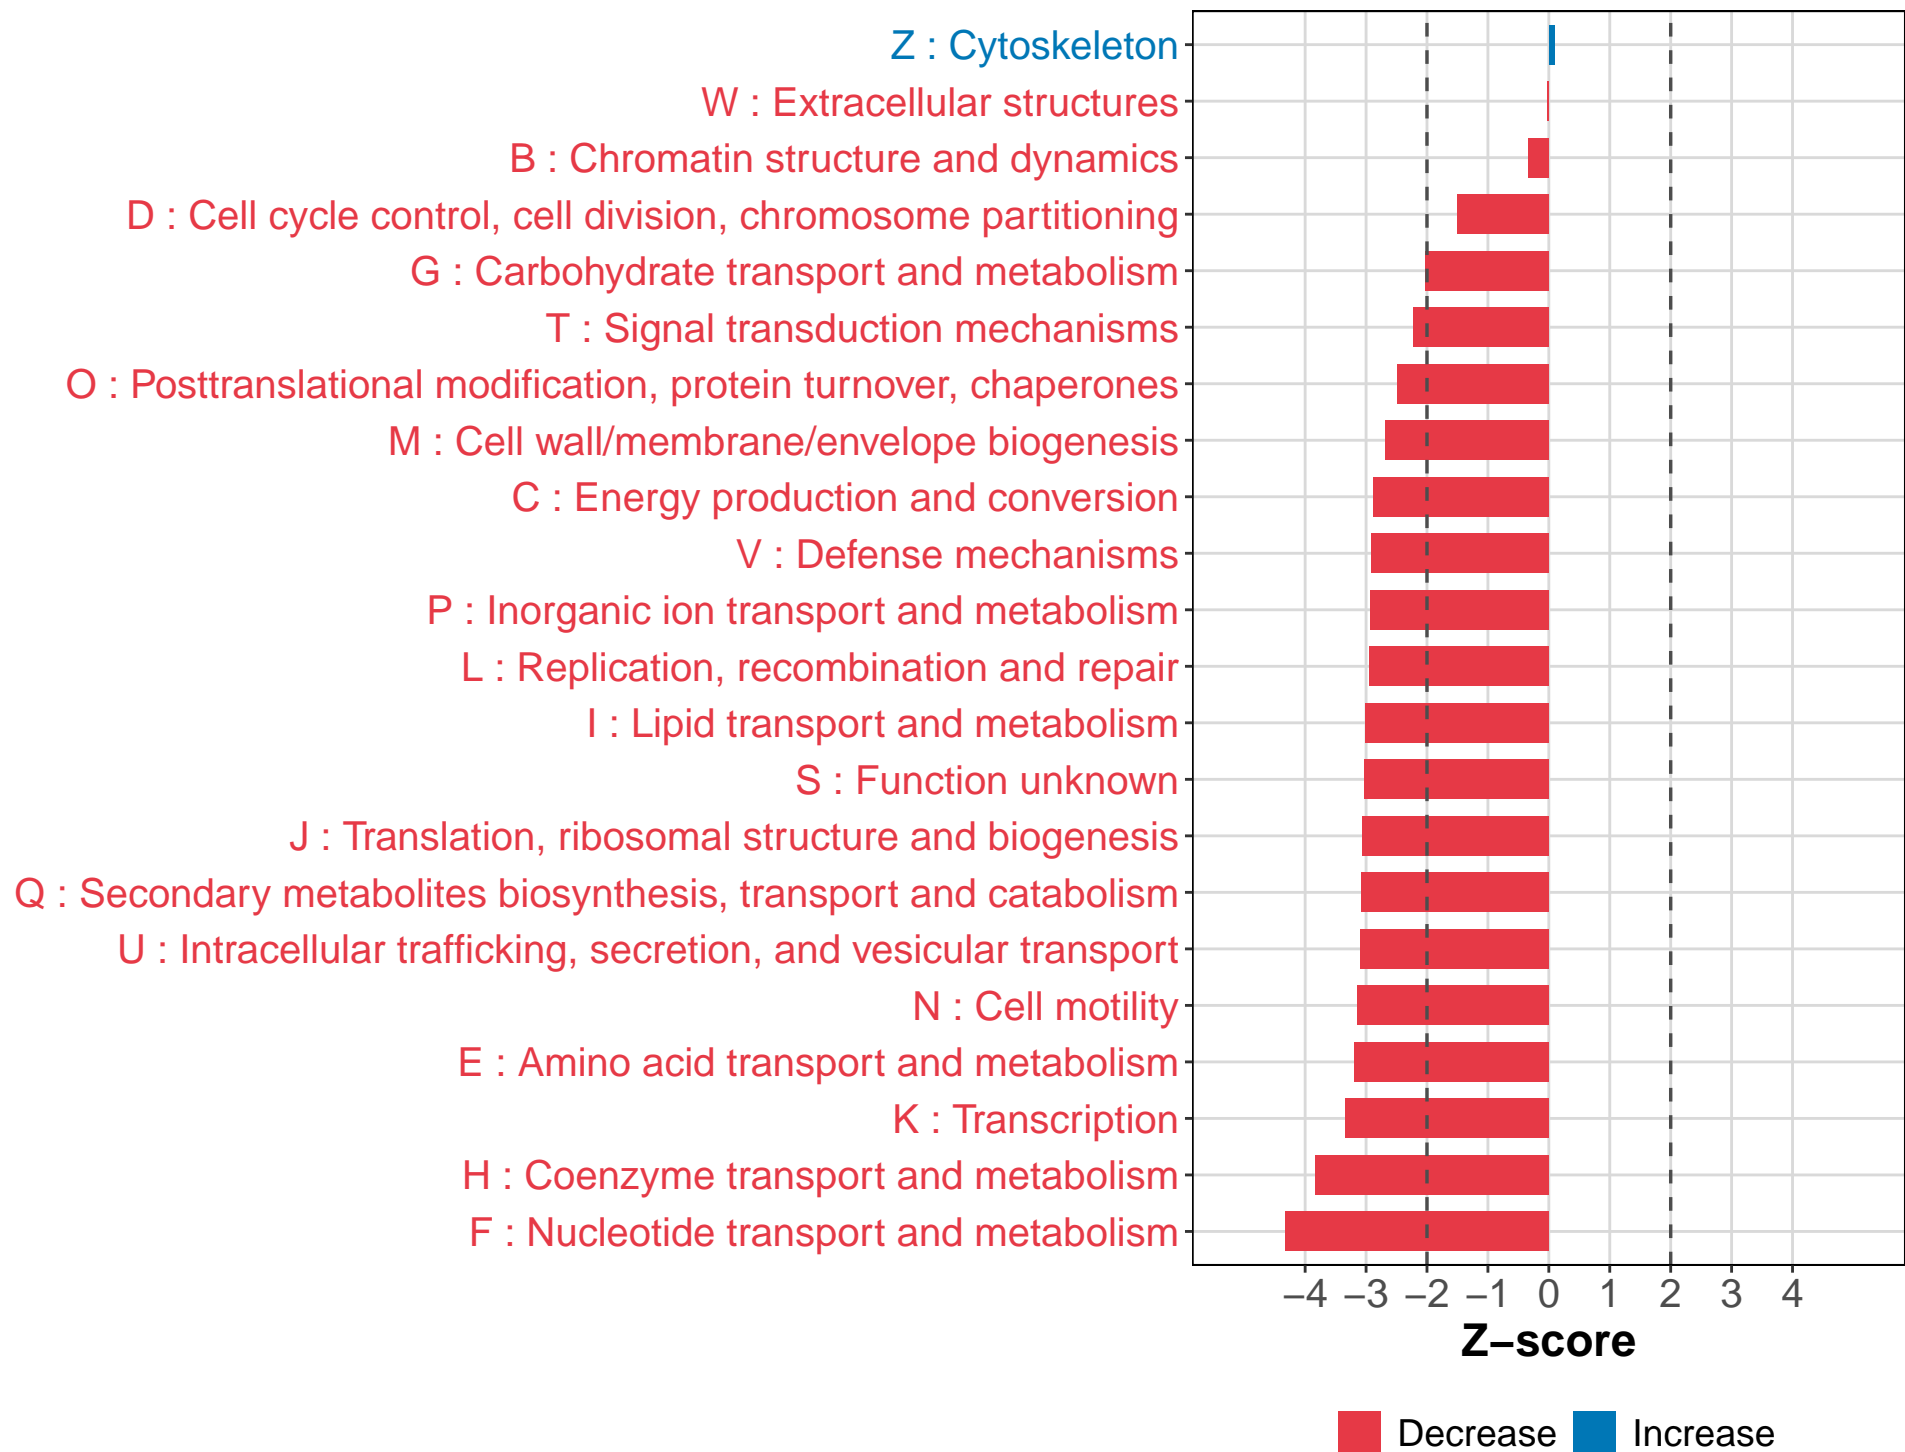 Z : Cytoskeleton
W : Extracellular structures
B : Chromatin structure and dynamics
D : Cell cycle control, cell division, chromosome partitioning
G : Carbohydrate transport and metabolism
T : Signal transduction mechanisms
O : Posttranslational modification, protein turnover, chaperones
M : Cell wall/membrane/envelope biogenesis
C : Energy production and conversion
V : Defense mechanisms
P : Inorganic ion transport and metabolism
L : Replication, recombination and repair
I : Lipid transport and metabolism
S : Function unknown
J : Translation, ribosomal structure and biogenesis
Q : Secondary metabolites biosynthesis, transport and catabolism
U : Intracellular trafficking, secretion, and vesicular transport
N : Cell motility
E : Amino acid transport and metabolism
K : Transcription
H : Coenzyme transport and metabolism
F : Nucleotide transport and metabolism
−4 −3 −2 −1 0 1 2 3 4
Z−score
Decrease Increase